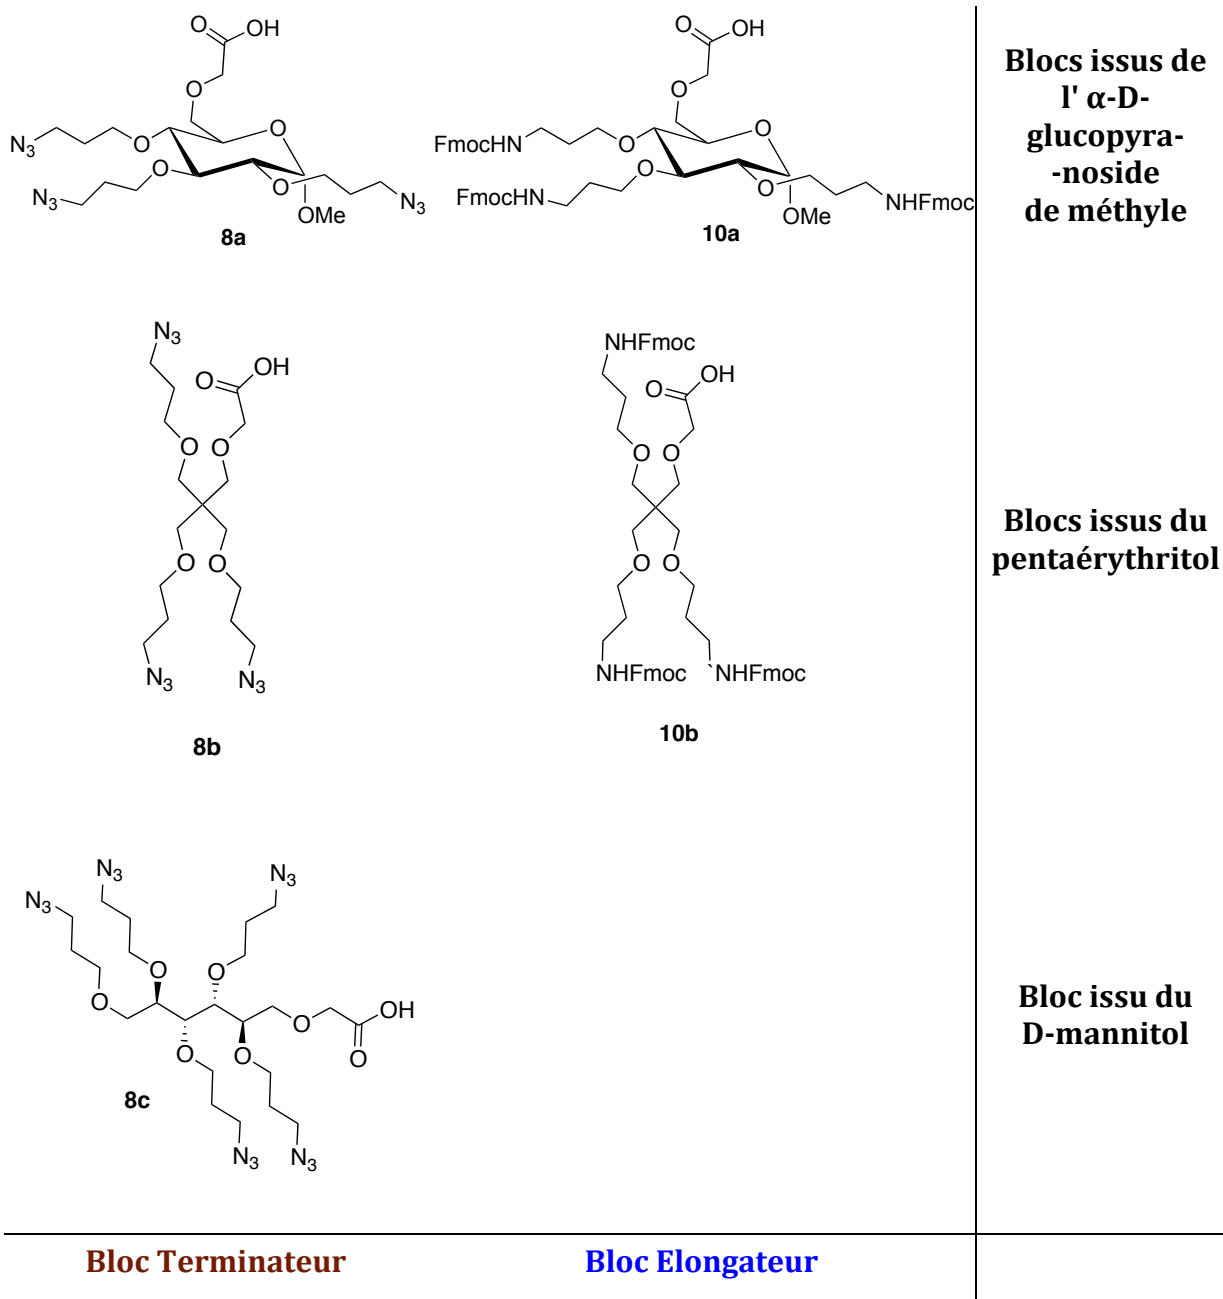 O OH
O
O
N₃ O
O
N₃ O N₃
OMe
8a
O OH
O
O
FmocHN O
O
FmocHN O NHFmoc
OMe
10a
Blocs issus de
l' α-D-
glucopyra-
-noside
de méthyle
N₃
O OH
O O
O O
N₃ N₃
8b
NHFmoc
O OH
O O
O O
NHFmoc NHFmoc
10b
Blocs issus du
pentaérythritol
N₃ N₃ N₃
O O
O O OH
O O O
8c
N₃ N₃
Bloc issu du
D-mannitol
Bloc Terminateur Bloc Elongateur